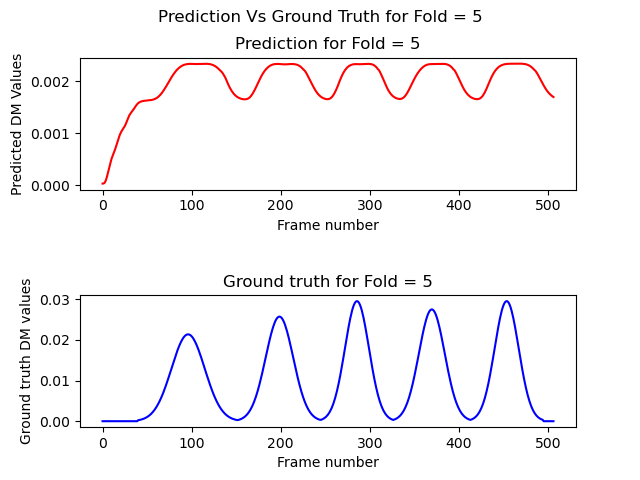 Prediction Vs Ground Truth for Fold = 5
Prediction for Fold = 5
Predicted DM Values
0.002
0.001
0.000
0 100 200 300 400 500
Frame number
Ground truth for Fold = 5
Ground truth DM values
0.03
0.02
0.01
0.00
0 100 200 300 400 500
Frame number